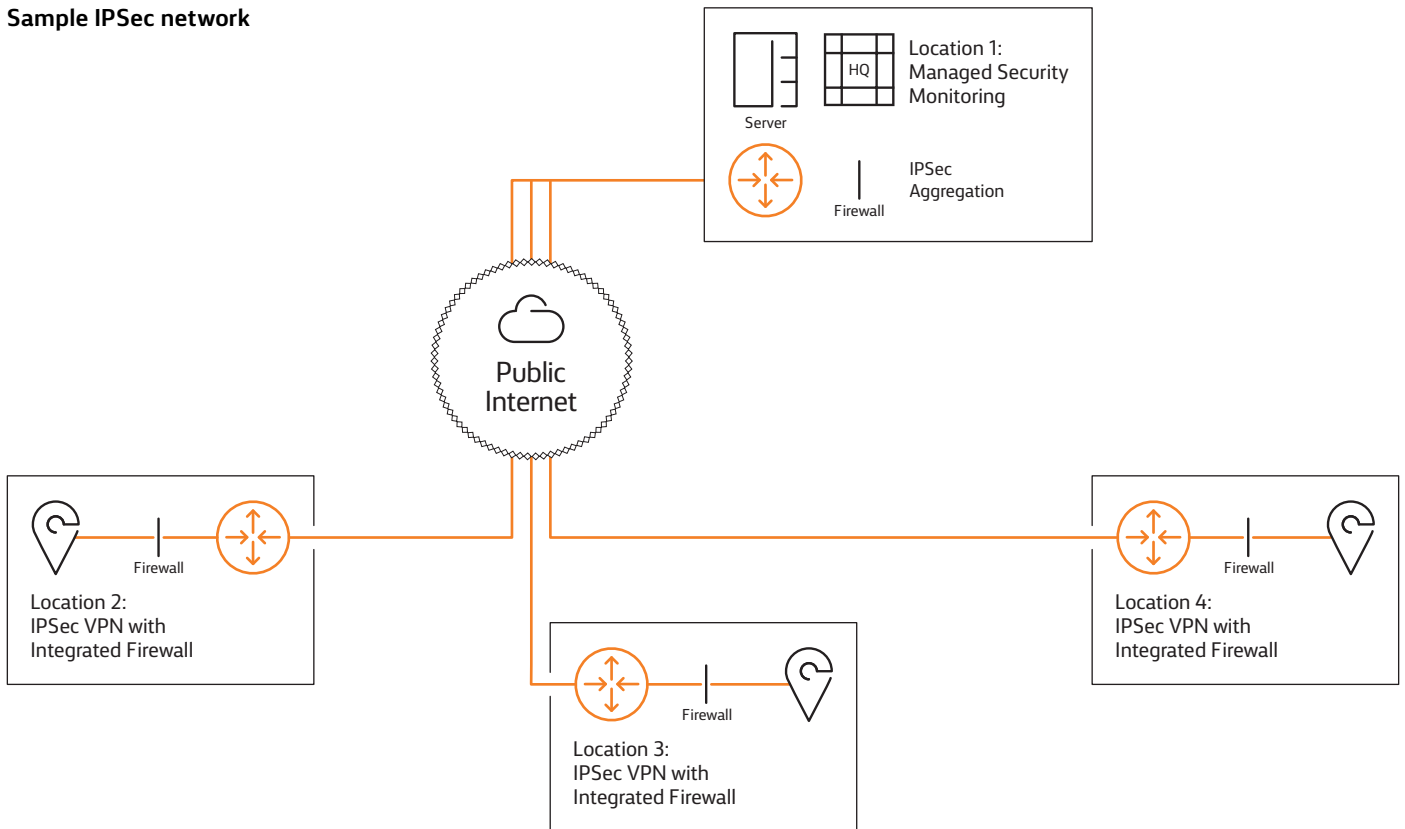 Sample IPSec network
Server
HQ
Location 1:
Managed Security
Monitoring
Firewall
IPSec
Aggregation
Public
Internet
Firewall
Location 2:
IPSec VPN with
Integrated Firewall
Firewall
Location 3:
IPSec VPN with
Integrated Firewall
Firewall
Location 4:
IPSec VPN with
Integrated Firewall